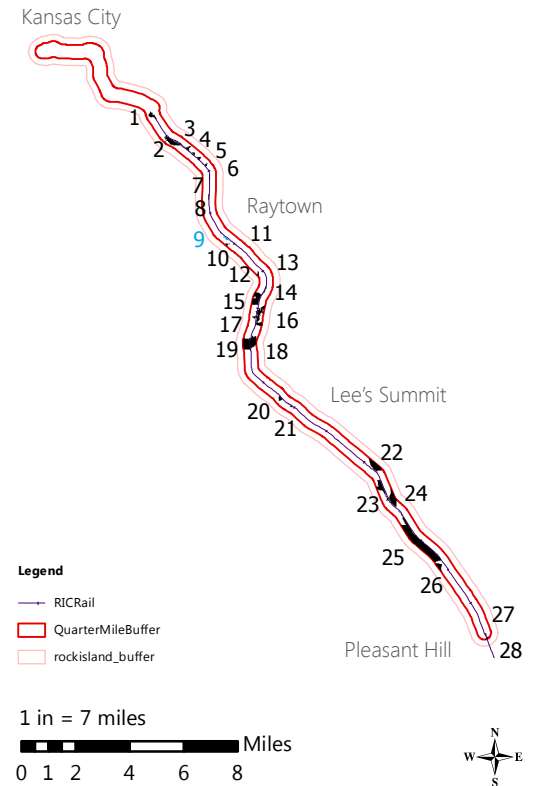 Kansas City
1
2
3
4
5
6
7
8
Raytown
9
10
11
12
13
14
15
16
17
18
19
Lee's Summit
20
21
22
23
24
25
26
27
Pleasant Hill
28
Legend
RICRail
QuarterMileBuffer
rockisland_buffer
1 in = 7 miles
Miles
0 1 2 4 6 8
N
W E
S